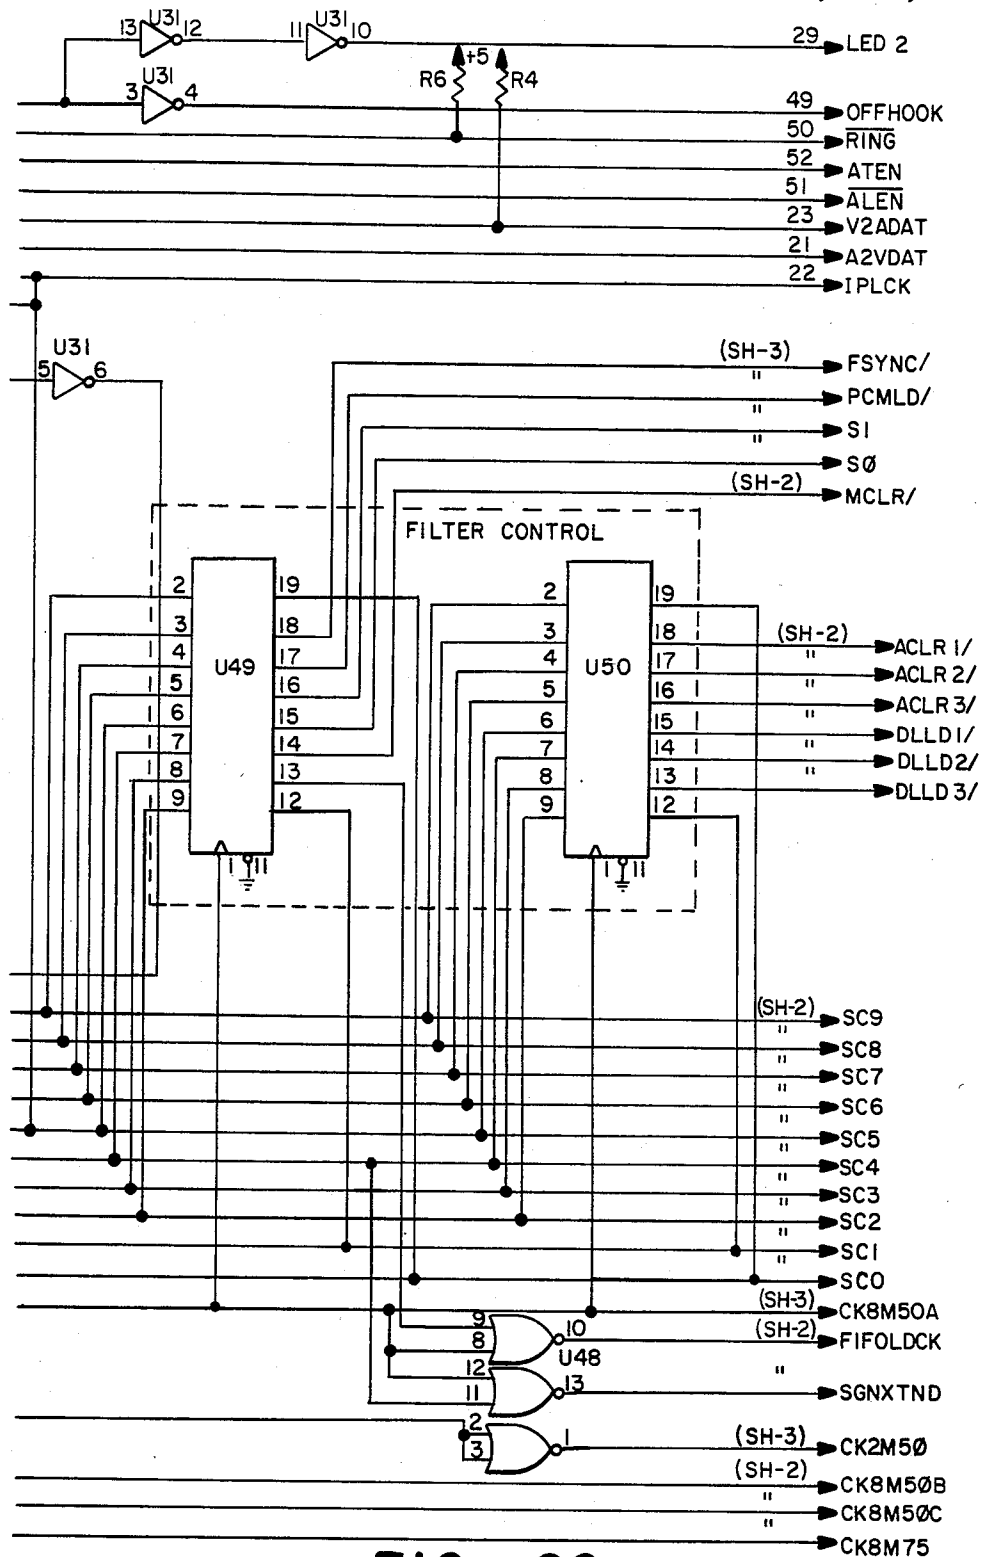 U31 U31
13 12 11 10 29 LED 2
U31 +5
R6 R4
3 4 49 OFFHOOK
50 RING
52 ATEN
51 ALEN
23 V2ADAT
21 A2VDAT
22 IPLCK
U31
5 6
(SH-3) FSYNC/
" PCMLD/
" S1
" SØ
(SH-2) MCLR/
FILTER CONTROL
2 19 2 19
3 18 3 18 (SH-2) ACLR 1/
4 U49 17 4 U50 17 " ACLR 2/
5 16 5 16 " ACLR 3/
6 15 6 15 " DLLD1/
7 14 7 14 " DLLD2/
8 13 8 13 " DLLD3/
9 12 9 12
1 11 1 11
(SH-2) SC9
" SC8
" SC7
" SC6
" SC5
" SC4
" SC3
" SC2
" SC1
" SC0
(SH-3) CK8M50A
9 10 (SH-2) FIFOLDCK
8 U48
12 13 " SGNXTND
11
2 1 (SH-3) CK2M5Ø
3
(SH-2) CK8M5ØB
" CK8M5ØC
" CK8M75